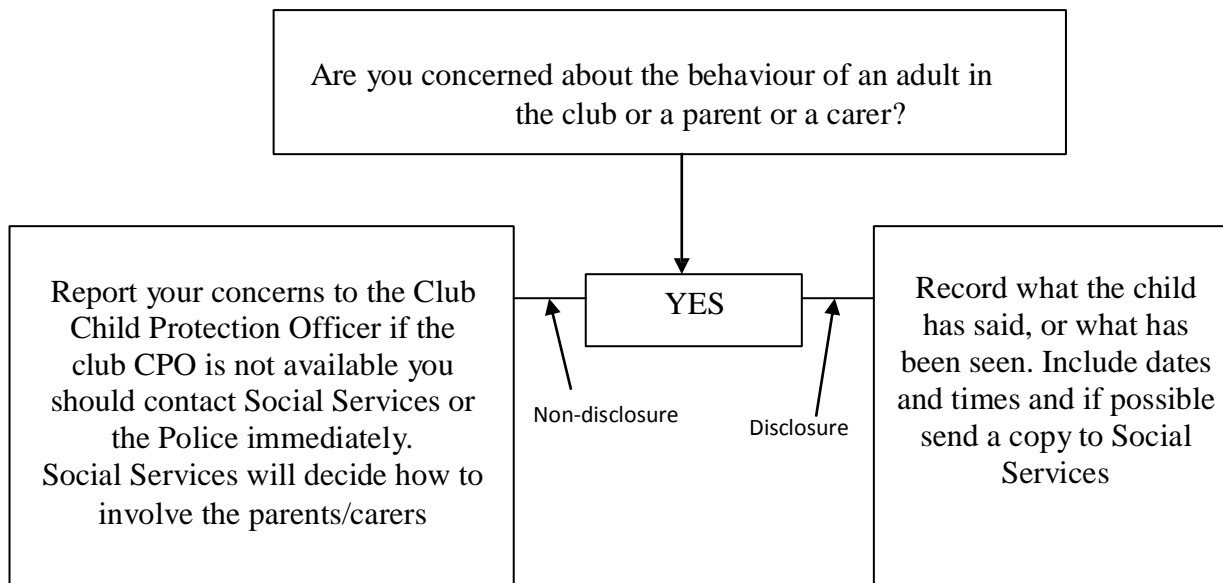 Are you concerned about the behaviour of an adult in
the club or a parent or a carer?
YES
Report your concerns to the Club
Child Protection Officer if the
club CPO is not available you
should contact Social Services or
the Police immediately.
Social Services will decide how to
involve the parents/carers
Non-disclosure
Disclosure
Record what the child
has said, or what has
been seen. Include dates
and times and if possible
send a copy to Social
Services